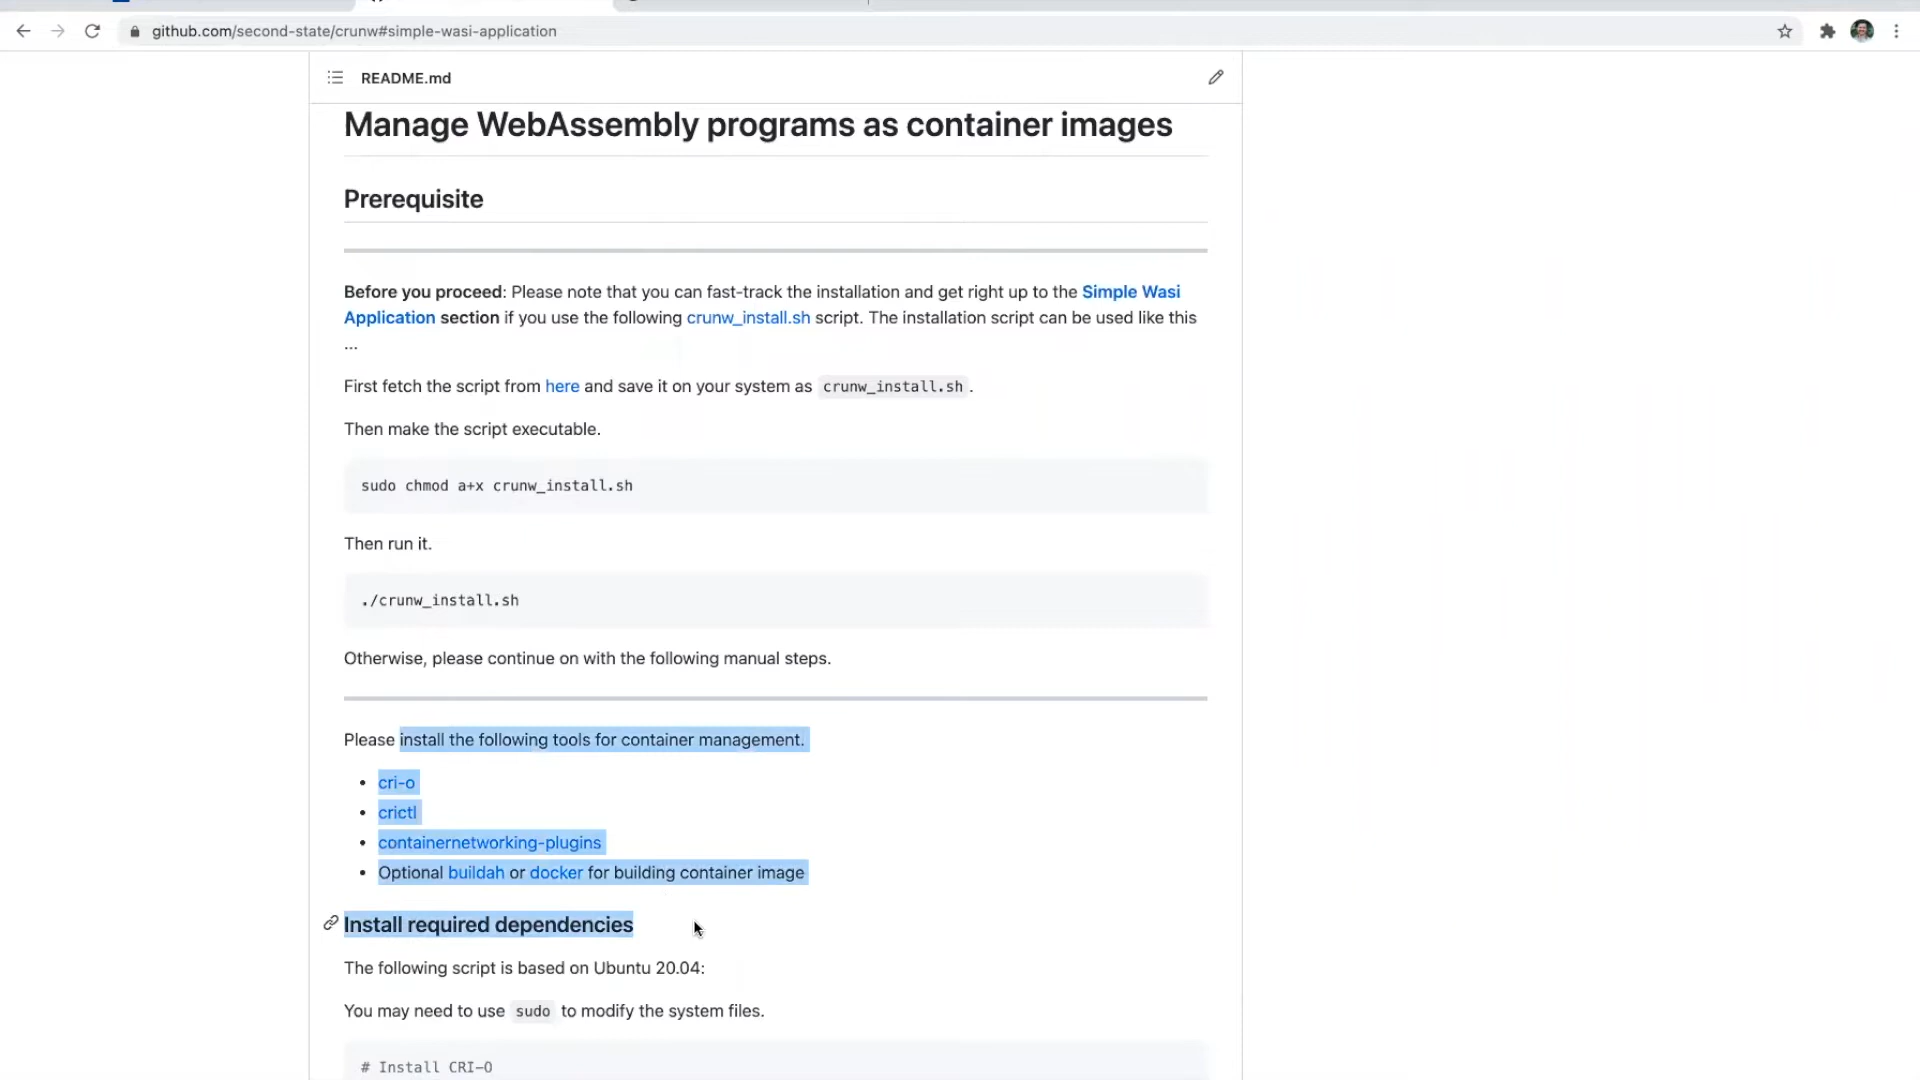 github.com/second-state/crunw#simple-wasi-application
README.md
Manage WebAssembly programs as container images
Prerequisite
Before you proceed: Please note that you can fast-track the installation and get right up to the Simple Wasi
Application section if you use the following crunw_install.sh script. The installation script can be used like this
...
First fetch the script from here and save it on your system as crunw_install.sh .
Then make the script executable.
sudo chmod a+x crunw_install.sh
Then run it.
./crunw_install.sh
Otherwise, please continue on with the following manual steps.
Please install the following tools for container management.
• cri-o
• crictl
• containernetworking-plugins
• Optional buildah or docker for building container image
Install required dependencies
The following script is based on Ubuntu 20.04:
You may need to use sudo to modify the system files.
# Install CRI-O